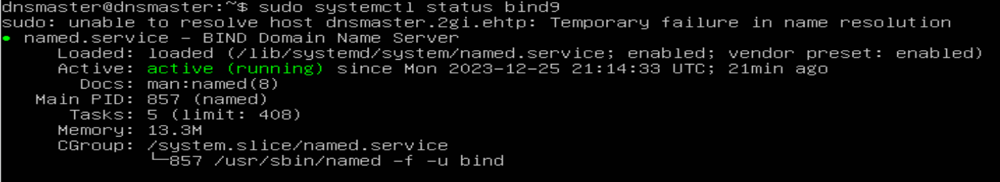 dnsmaster@dnsmaster:~$ sudo systemctl status bind9
sudo: unable to resolve host dnsmaster.2gi.ehtp: Temporary failure in name resolution
● named.service – BIND Domain Name Server
Loaded: loaded (/lib/systemd/system/named.service; enabled; vendor preset: enabled)
Active: active (running) since Mon 2023-12-25 21:14:33 UTC; 21min ago
Docs: man:named(8)
Main PID: 857 (named)
Tasks: 5 (limit: 408)
Memory: 13.3M
CGroup: /system.slice/named.service
└─857 /usr/sbin/named -f -u bind